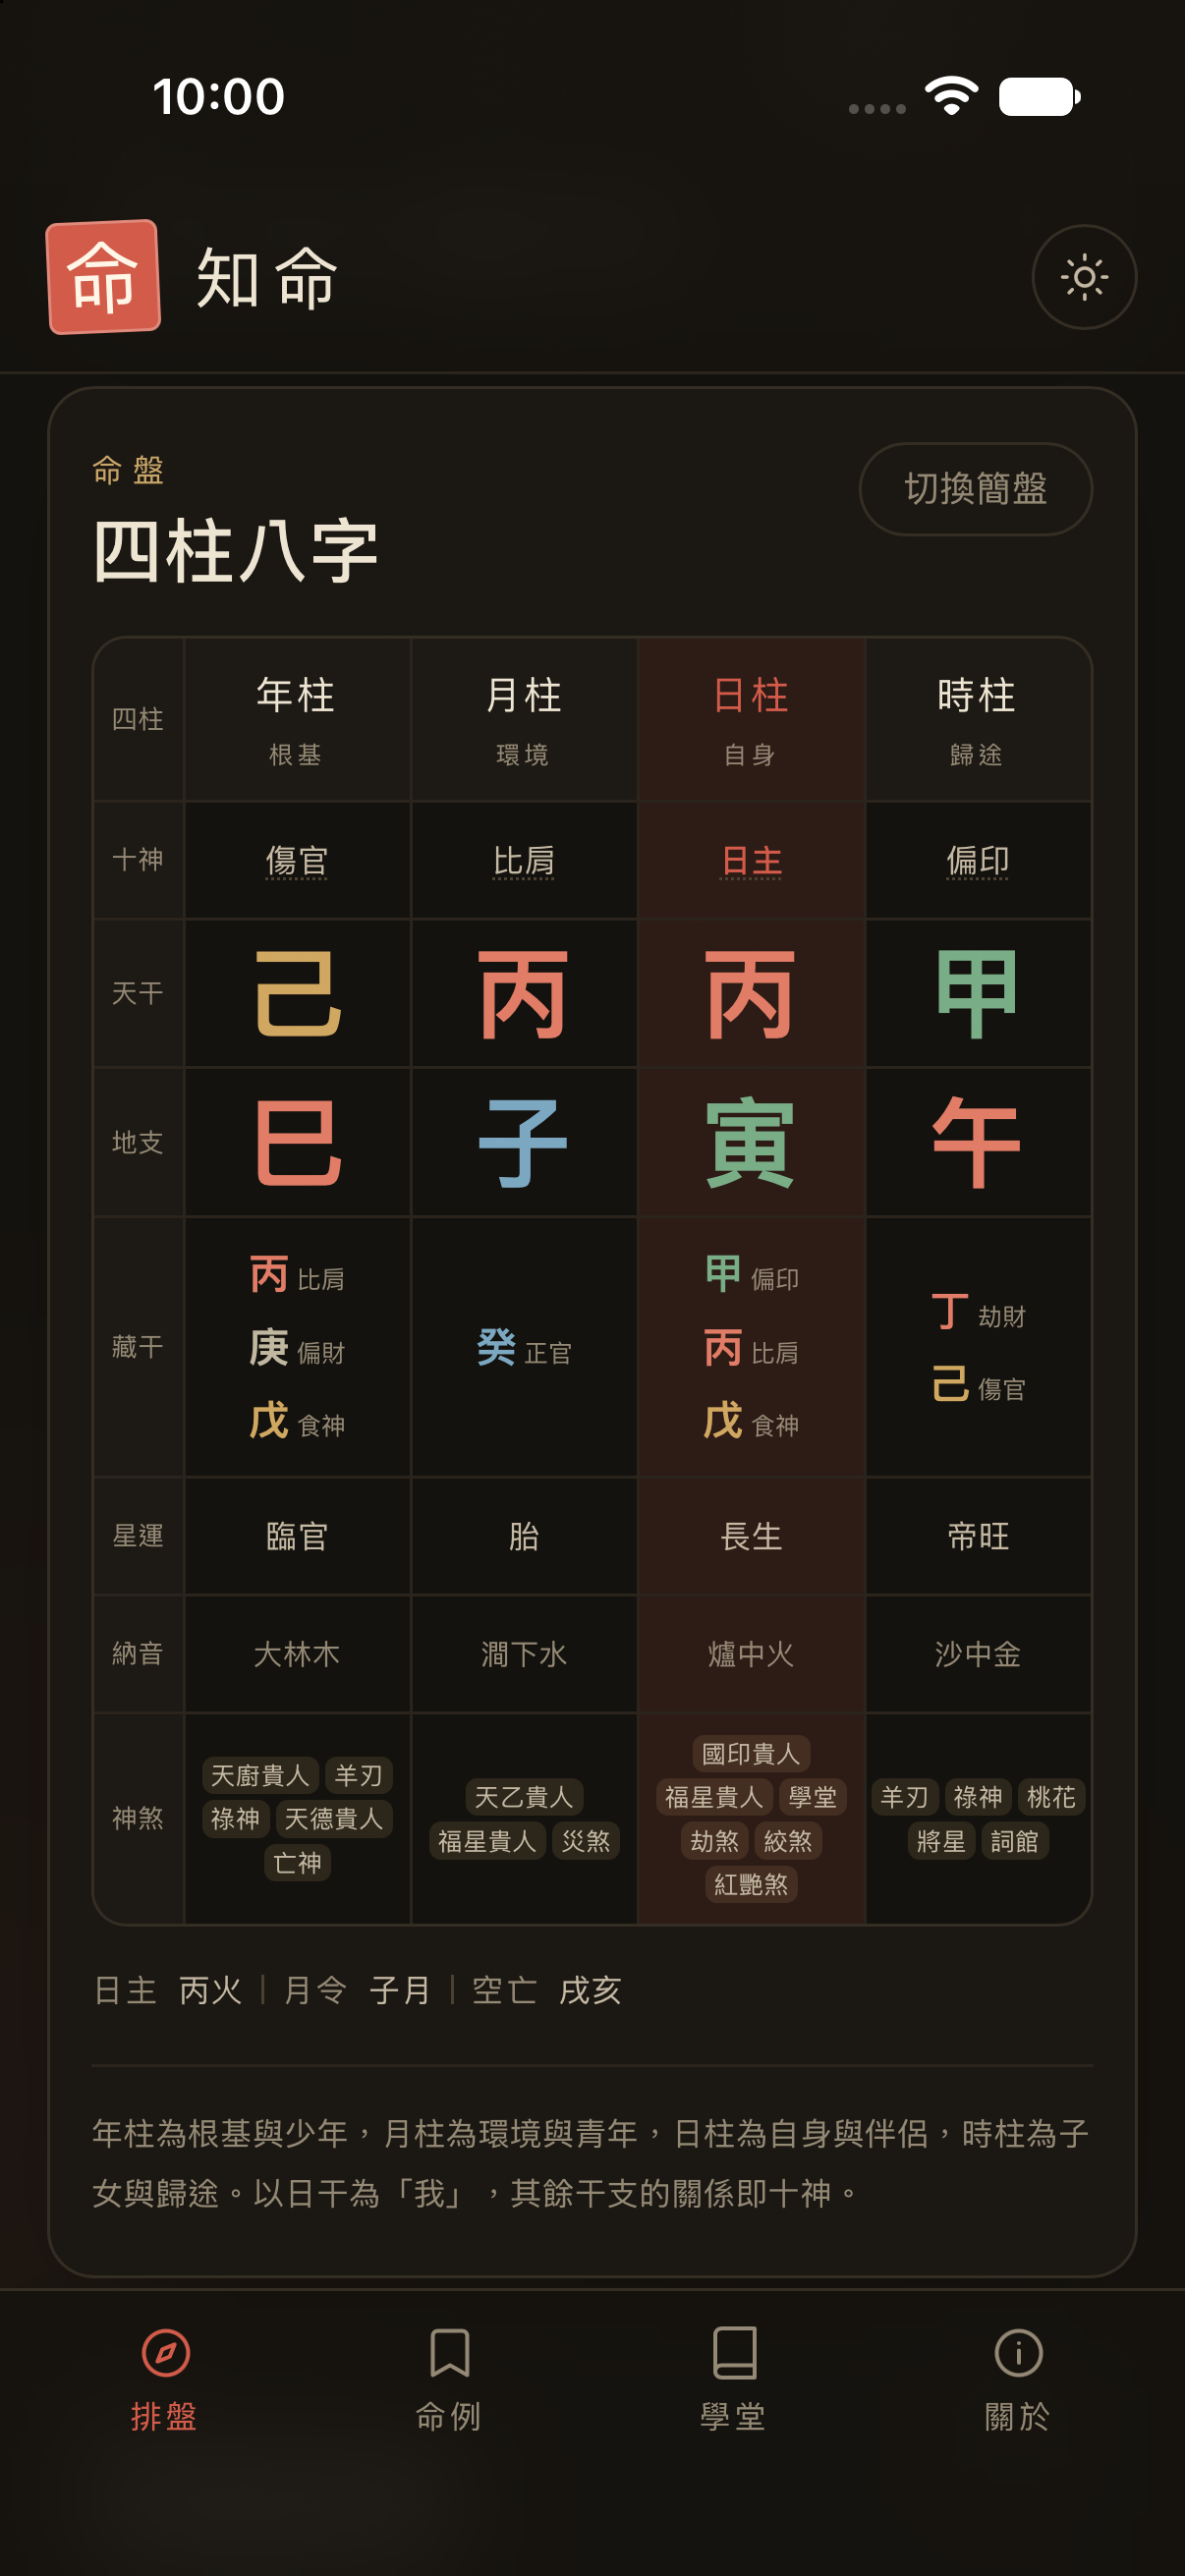 10:00
命 知命
命盤
切換簡盤
四柱八字
四柱 年柱 月柱 日柱 時柱
根基 環境 自身 歸途
十神 傷官 比肩 日主 偏印
天干 己 丙 丙 甲
地支 巳 子 寅 午
藏干
丙 比肩
庚 偏財
戊 食神
癸 正官
甲 偏印
丙 比肩
戊 食神
丁 劫財
己 傷官
星運 臨官 胎 長生 帝旺
納音 大林木 澗下水 爐中火 沙中金
神煞
天廚貴人 羊刃
祿神 天德貴人
亡神
天乙貴人
福星貴人 災煞
國印貴人
福星貴人 學堂
劫煞 絞煞
紅艷煞
羊刃 祿神 桃花
將星 詞館
日主 丙火 | 月令 子月 | 空亡 戌亥
年柱為根基與少年，月柱為環境與青年，日柱為自身與伴侶，時柱為子
女與歸途。以日干為「我」，其餘干支的關係即十神。
排盤 命例 學堂 關於